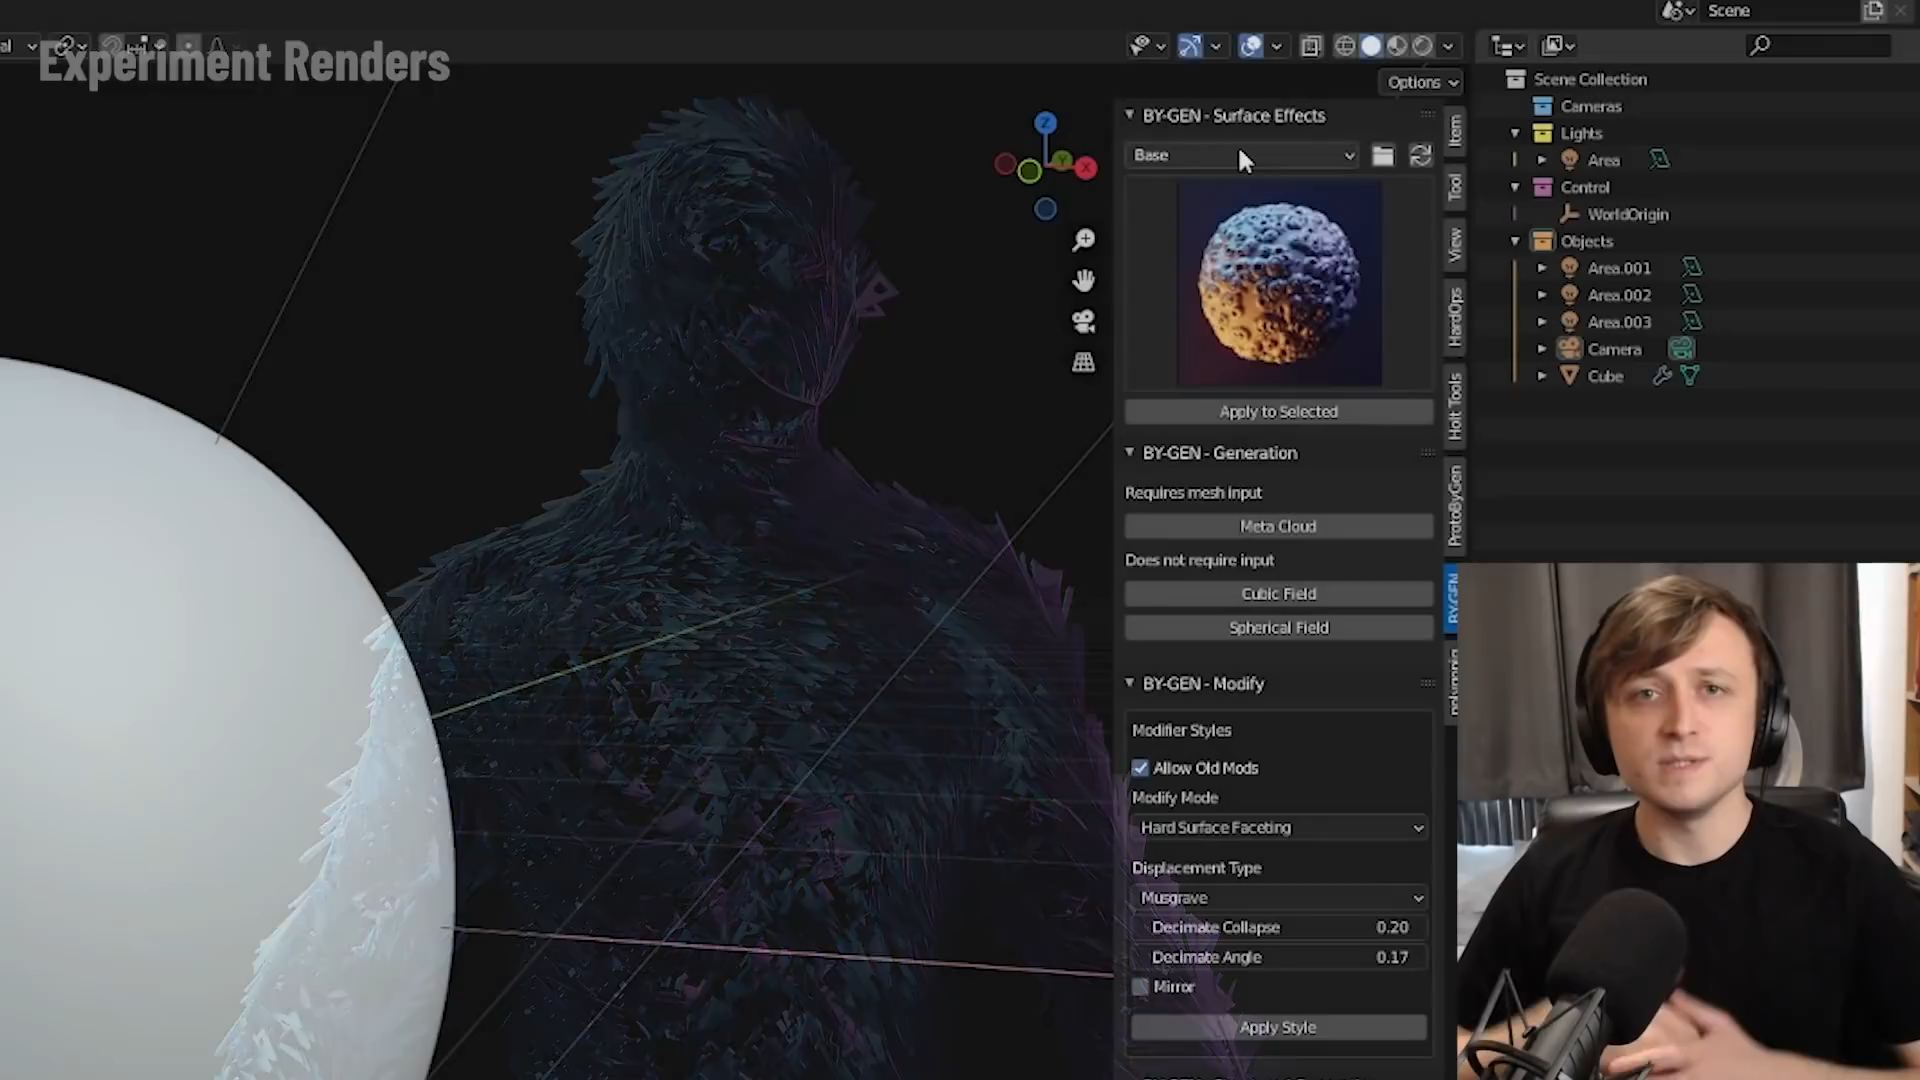 Scene
al
Experiment Renders
Options
Scene Collection
Cameras
Lights
Area
Control
WorldOrigin
Objects
Area.001
Area.002
Area.003
Camera
Cube
BY-GEN - Surface Effects
Base
Apply to Selected
BY-GEN - Generation
Requires mesh input
Meta Cloud
Does not require input
Cubic Field
Spherical Field
BY-GEN - Modify
Modifier Styles
Allow Old Mods
Modify Mode
Hard Surface Faceting
Displacement Type
Musgrave
Decimate Collapse 0.20
Decimate Angle 0.17
Mirror
Apply Style
Item
Tool
View
HardOps
Holt Tools
ProtoByGen
BY-GEN